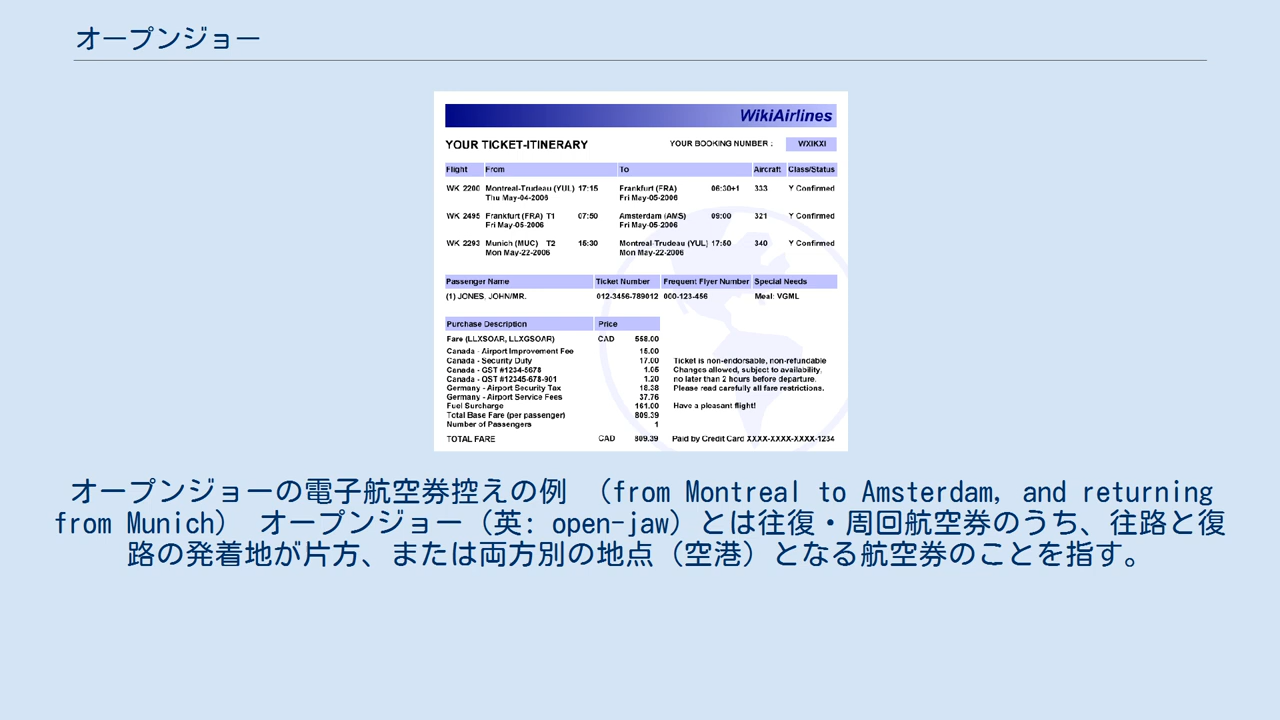 オープンジョー
WikiAirlines
YOUR TICKET-ITINERARY YOUR BOOKING NUMBER : WXIKXI
Flight From To Aircraft Class/Status
WK 2200 Montreal-Trudeau (YUL) 17:15 Frankfurt (FRA) 06:30+1 333 Y Confirmed
Thu May-04-2006 Fri May-05-2006
WK 2495 Frankfurt (FRA) T1 07:50 Amsterdam (AMS) 09:00 321 Y Confirmed
Fri May-05-2006 Fri May-05-2006
WK 2293 Munich (MUC) T2 15:30 Montreal-Trudeau (YUL) 17:50 340 Y Confirmed
Mon May-22-2006 Mon May-22-2006
Passenger Name Ticket Number Frequent Flyer Number Special Needs
(1) JONES, JOHN/MR. 012-3456-789012 000-123-456 Meal: VGML
Purchase Description Price
Fare (LLXSOAR, LLXGSOAR) CAD 558.00
Canada - Airport Improvement Fee 15.00
Canada - Security Duty 17.00 Ticket is non-endorsable, non-refundable
Canada - GST #1234-5678 1.05 Changes allowed, subject to availability,
Canada - QST #12345-678-901 1.20 no later than 2 hours before departure.
Germany - Airport Security Tax 18.38 Please read carefully all fare restrictions.
Germany - Airport Service Fees 37.76
Fuel Surcharge 161.00 Have a pleasant flight!
Total Base Fare (per passenger) 809.39
Number of Passengers 1
TOTAL FARE CAD 809.39 Paid by Credit Card XXXX-XXXX-XXXX-1234
オープンジョーの電子航空券控えの例 （from Montreal to Amsterdam, and returning
from Munich） オープンジョー（英: open-jaw）とは往復・周回航空券のうち、往路と復
路の発着地が片方、または両方別の地点（空港）となる航空券のことを指す。